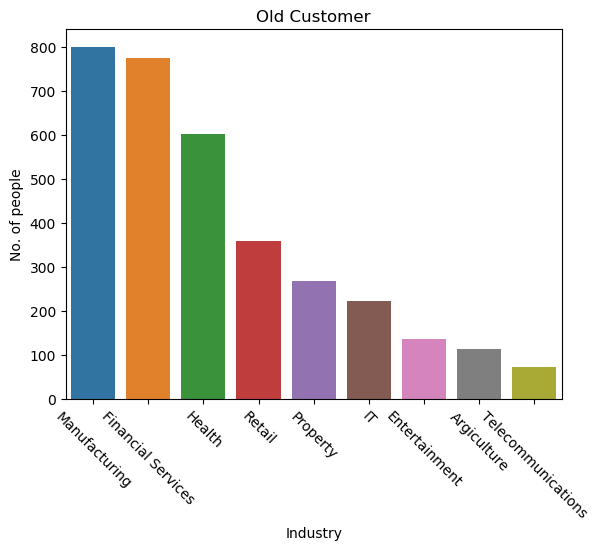 Old Customer
No. of people
800
700
600
500
400
300
200
100
0
Manufacturing
Financial Services
Health
Retail
Property
IT
Entertainment
Argiculture
Telecommunications
Industry